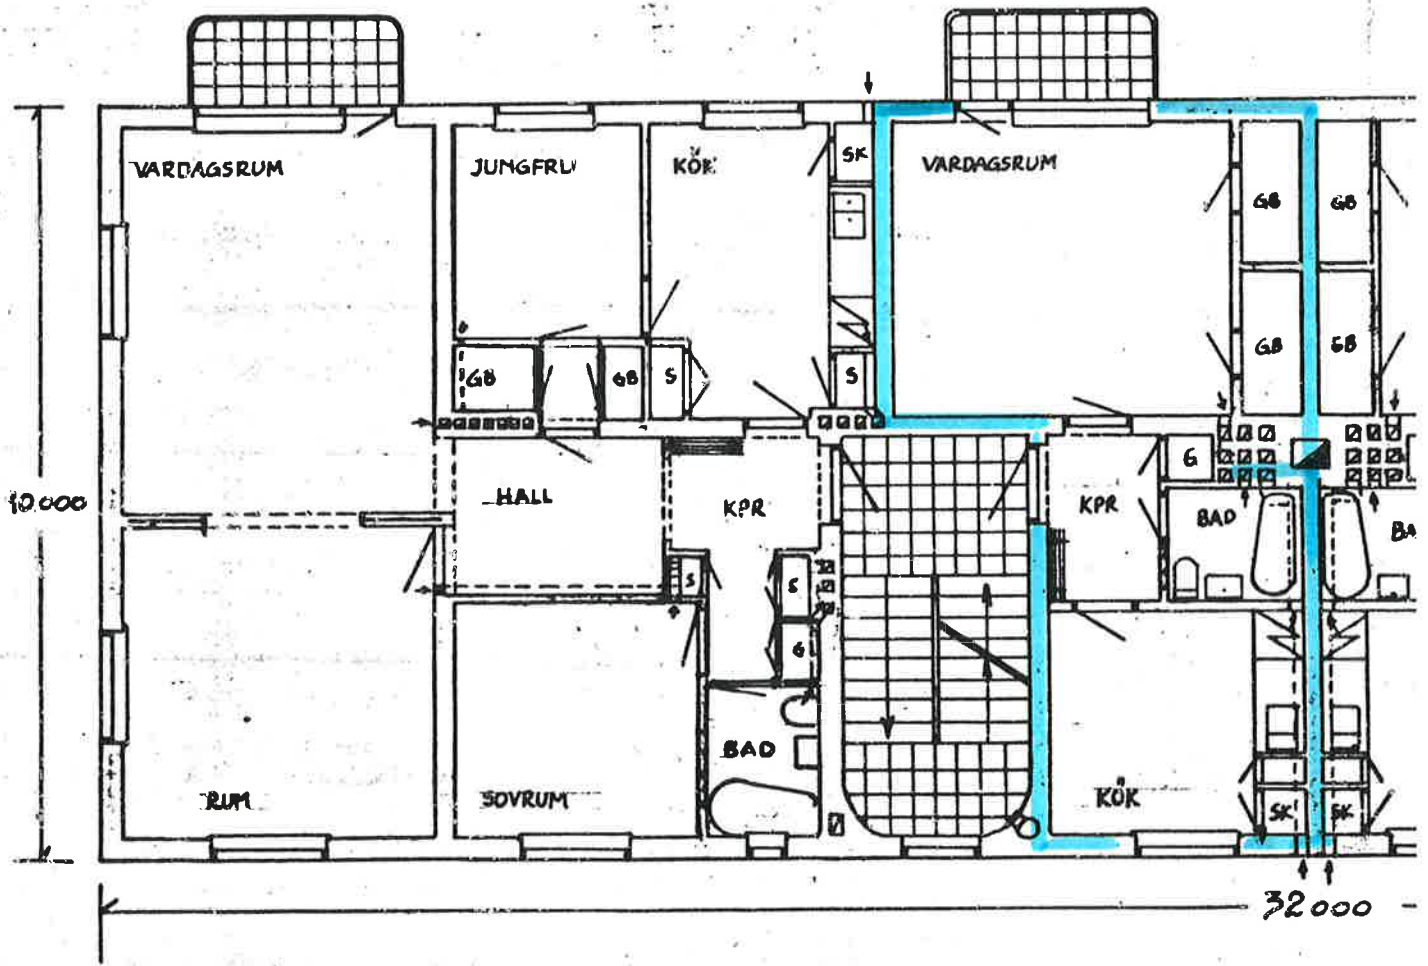 VARDAGSRUM
JUNGFRU
KÖK
SK
VARDAGSRUM
GB
GB
GB
GB
S
S
GB
GB
G
HALL
KPR
KPR
BAD
BA
10.000
S
S
G
BAD
RUM
SOVRUM
KÖK
SK
SK
32000